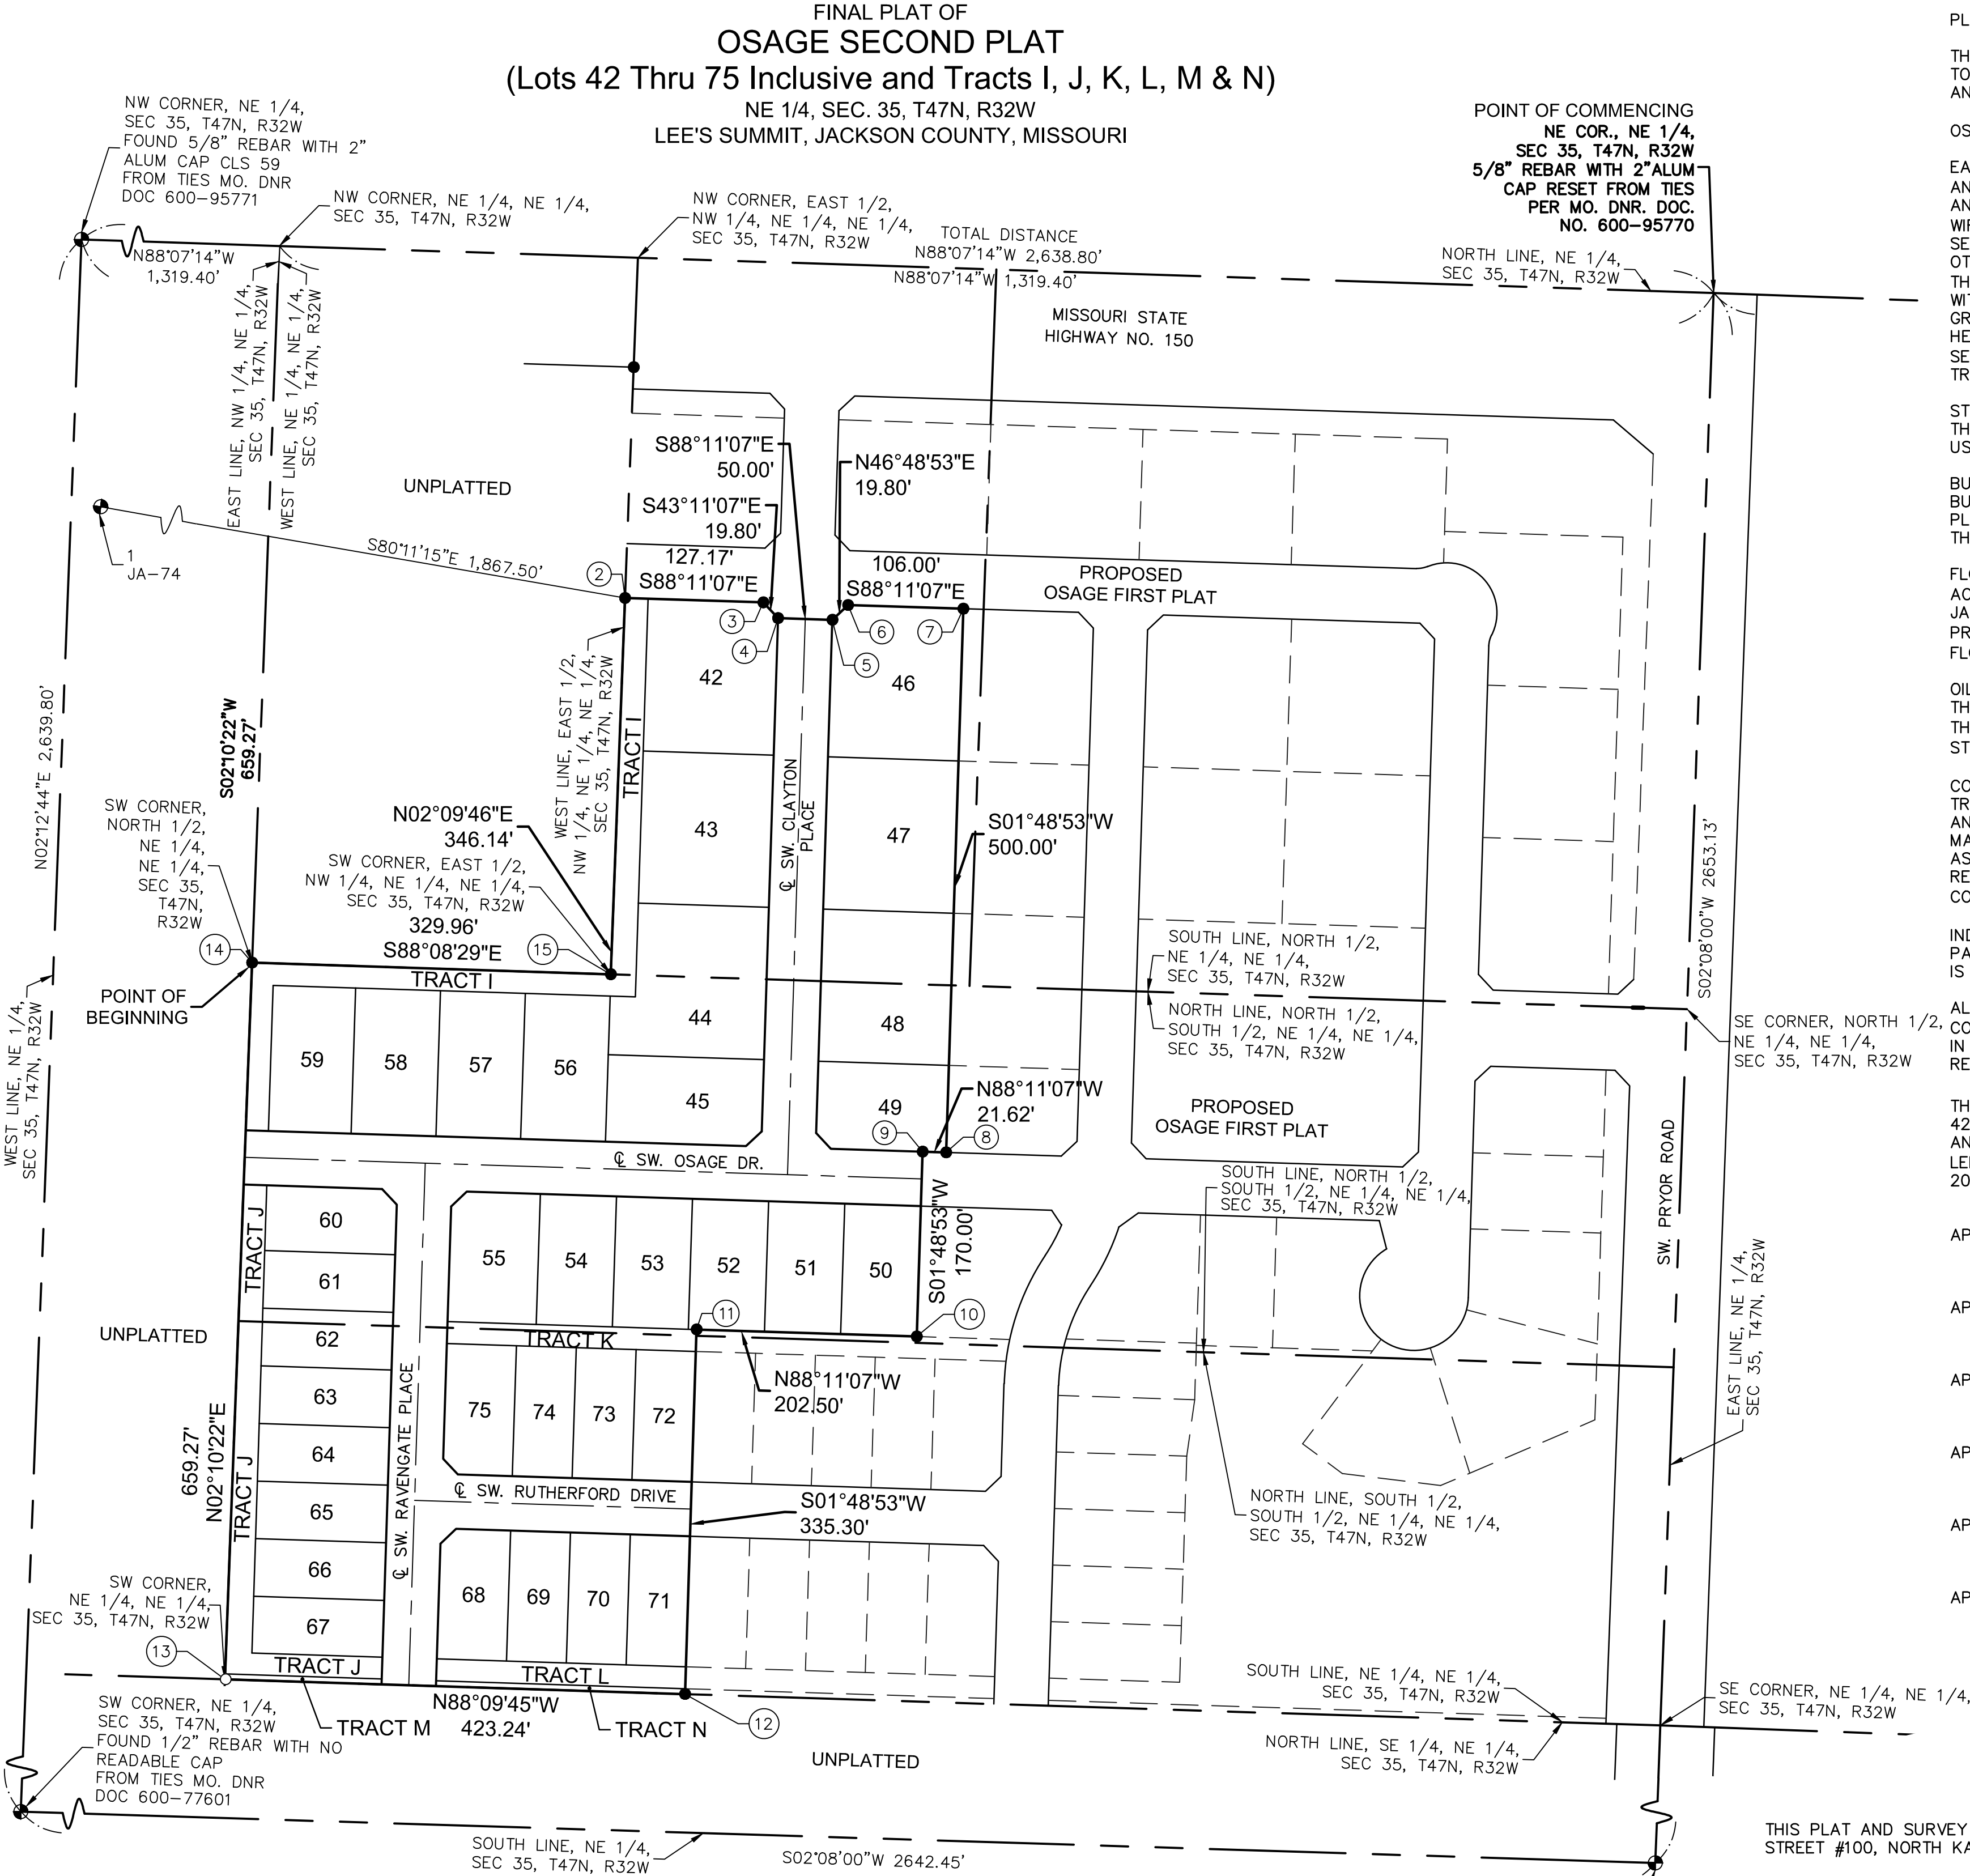 FINAL PLAT OF
OSAGE SECOND PLAT
(Lots 42 Thru 75 Inclusive and Tracts I, J, K, L, M & N)
NE 1/4, SEC. 35, T47N, R32W
LEE'S SUMMIT, JACKSON COUNTY, MISSOURI
NW CORNER, NE 1/4,
SEC 35, T47N, R32W
FOUND 5/8" REBAR WITH 2"
ALUM CAP CLS 59
FROM TIES MO. DNR
DOC 600-95771
NW CORNER, NE 1/4, NE 1/4,
SEC 35, T47N, R32W
NW CORNER, EAST 1/2,
NW 1/4, NE 1/4, NE 1/4,
SEC 35, T47N, R32W
TOTAL DISTANCE
N88°07'14"W 2,638.80'
N88°07'14"W 1,319.40'
POINT OF COMMENCING
NE COR., NE 1/4,
SEC 35, T47N, R32W
5/8" REBAR WITH 2"ALUM
CAP RESET FROM TIES
PER MO. DNR. DOC.
NO. 600-95770
NORTH LINE, NE 1/4,
SEC 35, T47N, R32W
N88°07'14"W
1,319.40'
EAST LINE, NW 1/4, NE 1/4,
SEC 35, T47N, R32W
WEST LINE, NE 1/4, NE 1/4,
SEC 35, T47N, R32W
MISSOURI STATE
HIGHWAY NO. 150
UNPLATTED
S88°11'07"E
50.00'
N46°48'53"E
19.80'
S43°11'07"E
19.80'
127.17'
S88°11'07"E
106.00'
S88°11'07"E
1
JA-74
S80°11'15"E 1,867.50'
2
3
4
5
6
7
PROPOSED
OSAGE FIRST PLAT
WEST LINE, EAST 1/2,
NW 1/4, NE 1/4, NE 1/4,
SEC 35, T47N, R32W
TRACT I
42
46
43
47
℄ SW. CLAYTON
PLACE
S02°10'22"W
659.27'
N02°12'44"E 2,639.80'
N02°09'46"E
346.14'
SW CORNER, EAST 1/2,
NW 1/4, NE 1/4, NE 1/4,
SEC 35, T47N, R32W
329.96'
S88°08'29"E
S01°48'53"W
500.00'
S02°08'00"W 2653.13'
SW CORNER,
NORTH 1/2,
NE 1/4,
NE 1/4,
SEC 35,
T47N,
R32W
14
15
TRACT I
POINT OF
BEGINNING
WEST LINE, NE 1/4,
SEC 35, T47N, R32W
SOUTH LINE, NORTH 1/2,
NE 1/4, NE 1/4,
SEC 35, T47N, R32W
NORTH LINE, NORTH 1/2,
SOUTH 1/2, NE 1/4, NE 1/4,
SEC 35, T47N, R32W
SE CORNER, NORTH 1/2,
NE 1/4, NE 1/4,
SEC 35, T47N, R32W
59
58
57
56
44
48
45
49
N88°11'07"W
21.62'
9
8
PROPOSED
OSAGE FIRST PLAT
℄ SW. OSAGE DR.
SOUTH LINE, NORTH 1/2,
SOUTH 1/2, NE 1/4, NE 1/4,
SEC 35, T47N, R32W
SW. PRYOR ROAD
EAST LINE, NE 1/4,
SEC 35, T47N, R32W
TRACT J
60
61
55
54
53
52
51
50
S01°48'53"W
170.00'
10
11
UNPLATTED
62
TRACT K
N88°11'07"W
202.50'
659.27'
N02°10'22"E
TRACT J
63
64
65
66
67
℄ SW. RAVENGATE PLACE
75
74
73
72
℄ SW. RUTHERFORD DRIVE
S01°48'53"W
335.30'
NORTH LINE, SOUTH 1/2,
SOUTH 1/2, NE 1/4, NE 1/4,
SEC 35, T47N, R32W
68
69
70
71
SW CORNER,
NE 1/4, NE 1/4,
SEC 35, T47N, R32W
13
TRACT J
TRACT L
N88°09'45"W
423.24'
TRACT M
TRACT N
12
SOUTH LINE, NE 1/4, NE 1/4,
SEC 35, T47N, R32W
NORTH LINE, SE 1/4, NE 1/4,
SEC 35, T47N, R32W
SE CORNER, NE 1/4, NE 1/4,
SEC 35, T47N, R32W
SW CORNER, NE 1/4,
SEC 35, T47N, R32W
FOUND 1/2" REBAR WITH NO
READABLE CAP
FROM TIES MO. DNR
DOC 600-77601
UNPLATTED
SOUTH LINE, NE 1/4,
SEC 35, T47N, R32W
S02°08'00"W 2642.45'
THIS PLAT AND SURVEY
STREET #100, NORTH KA